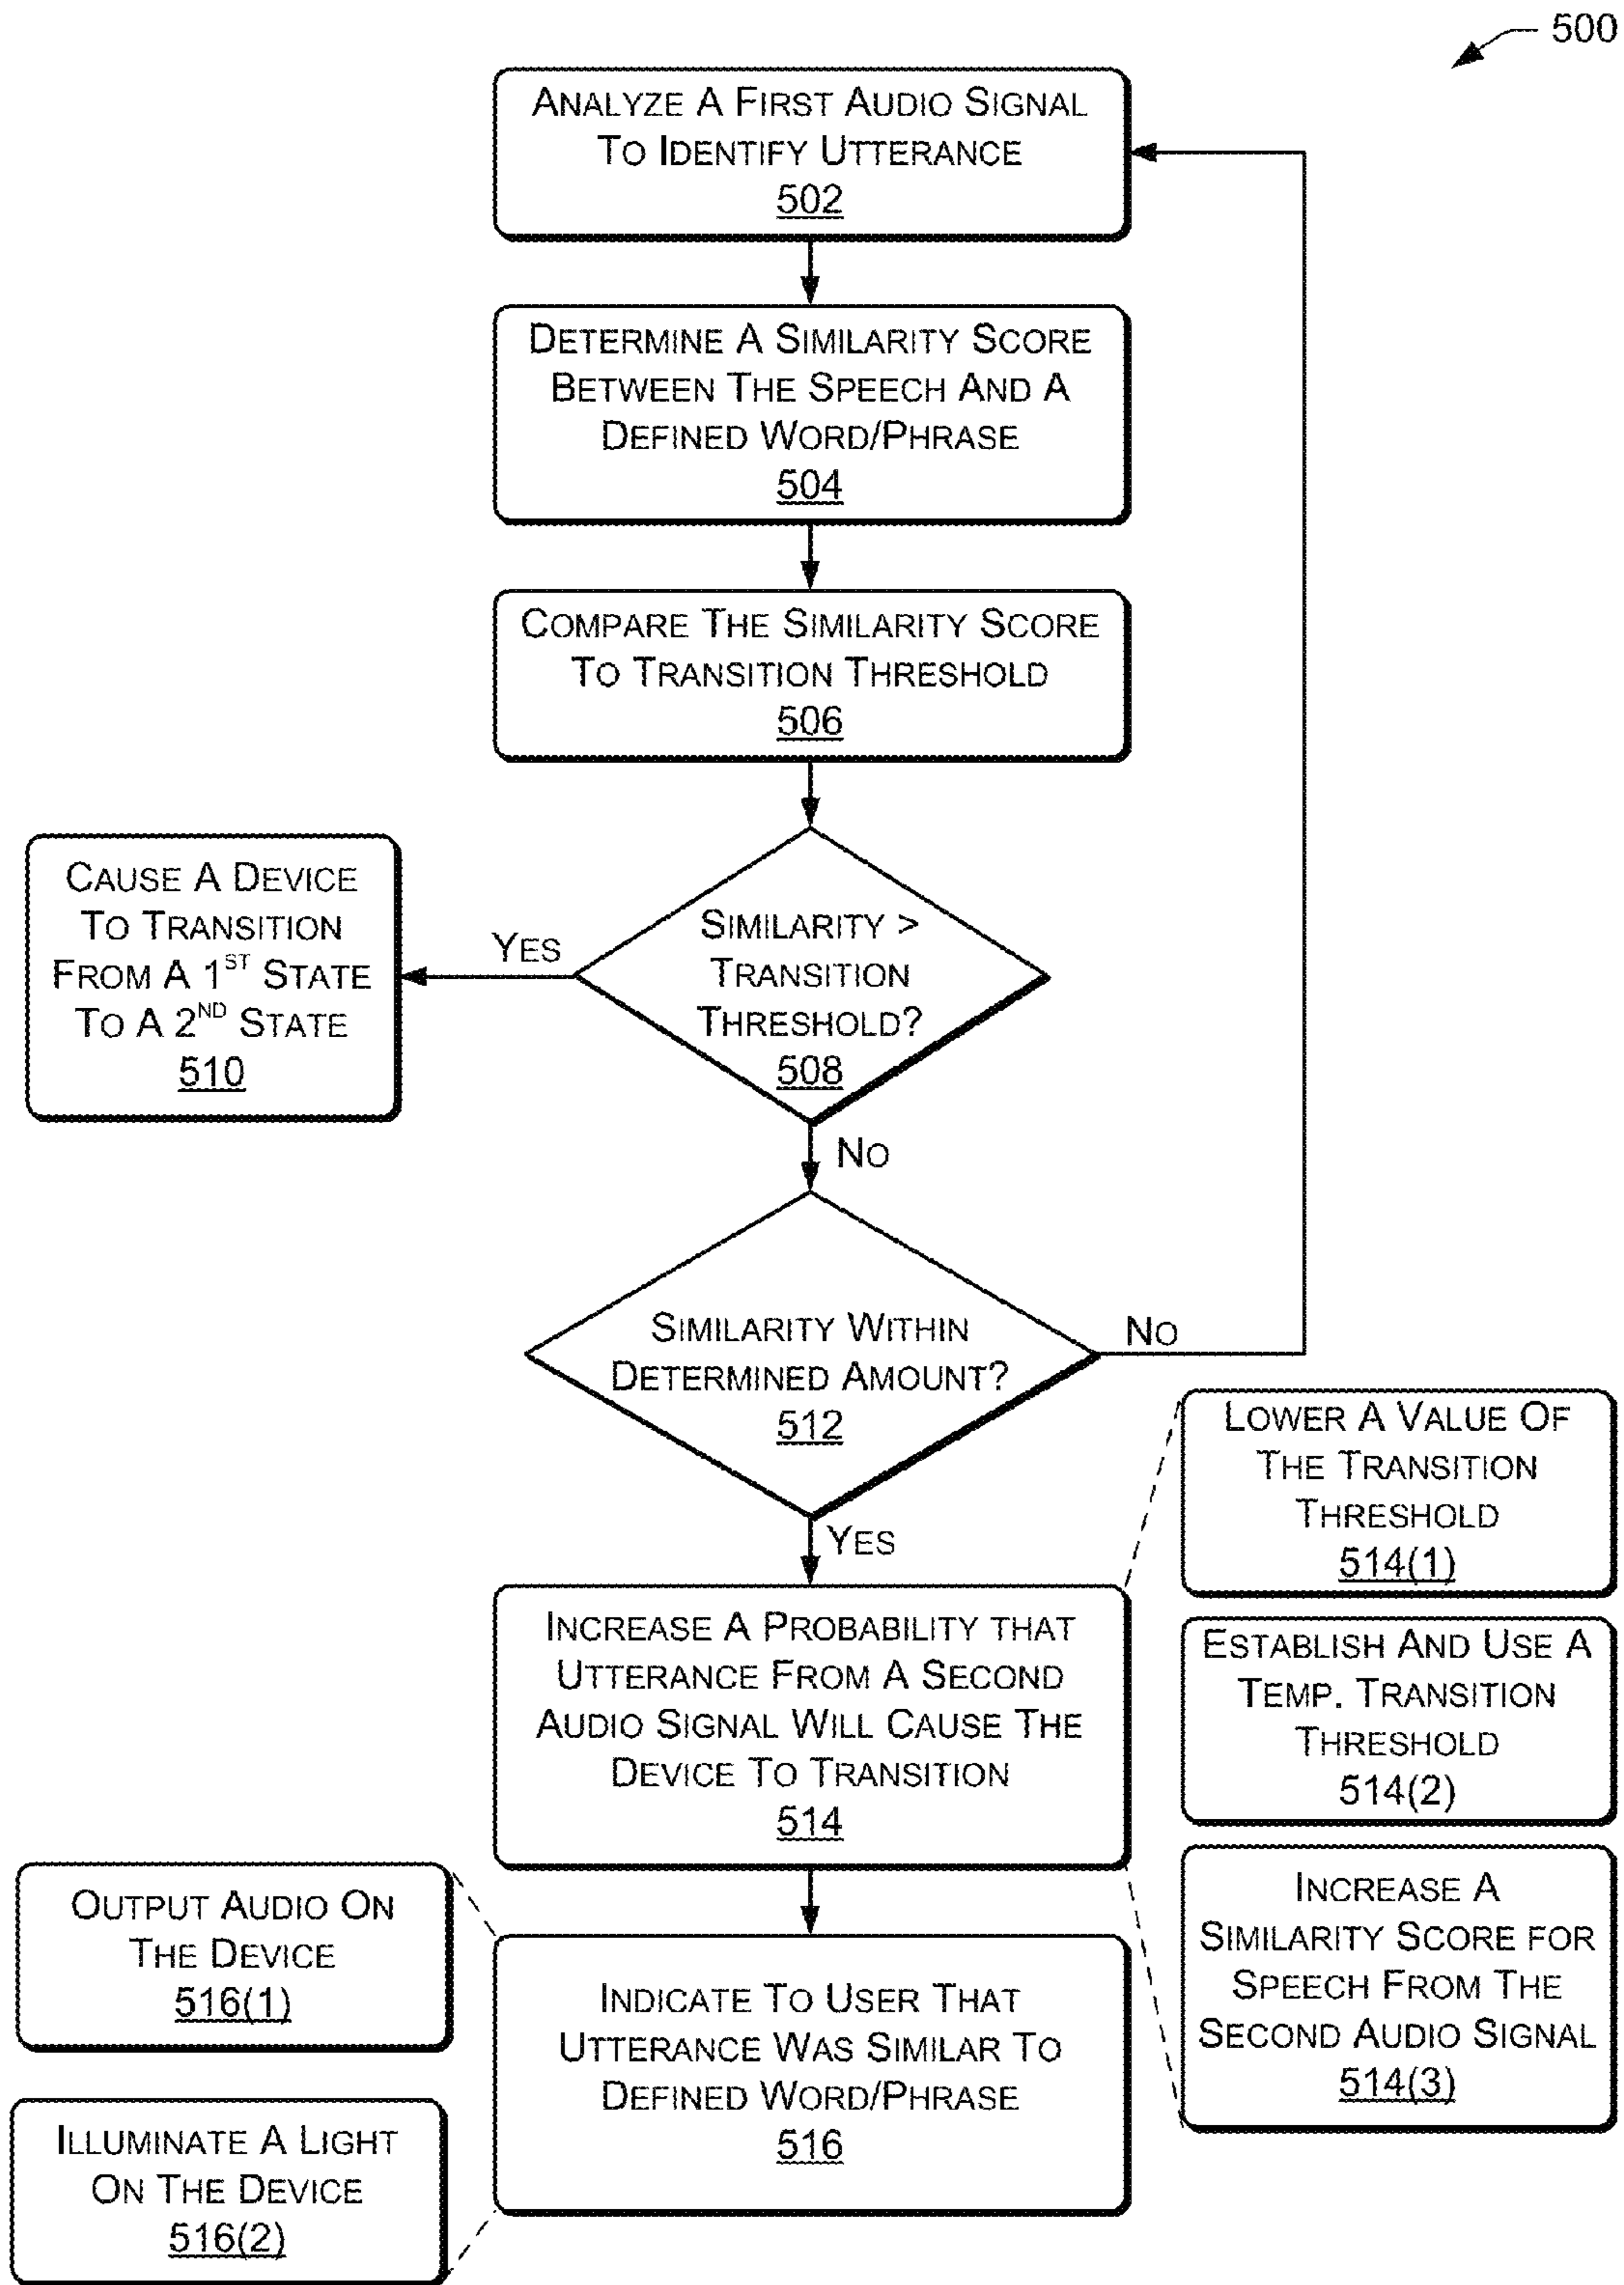 500
ANALYZE A FIRST AUDIO SIGNAL
TO IDENTIFY UTTERANCE
502
DETERMINE A SIMILARITY SCORE
BETWEEN THE SPEECH AND A
DEFINED WORD/PHRASE
504
COMPARE THE SIMILARITY SCORE
TO TRANSITION THRESHOLD
506
SIMILARITY >
TRANSITION
THRESHOLD?
508
YES
CAUSE A DEVICE
TO TRANSITION
FROM A 1ST STATE
TO A 2ND STATE
510
NO
SIMILARITY WITHIN
DETERMINED AMOUNT?
512
NO
YES
INCREASE A PROBABILITY THAT
UTTERANCE FROM A SECOND
AUDIO SIGNAL WILL CAUSE THE
DEVICE TO TRANSITION
514
LOWER A VALUE OF
THE TRANSITION
THRESHOLD
514(1)
ESTABLISH AND USE A
TEMP. TRANSITION
THRESHOLD
514(2)
INCREASE A
SIMILARITY SCORE FOR
SPEECH FROM THE
SECOND AUDIO SIGNAL
514(3)
INDICATE TO USER THAT
UTTERANCE WAS SIMILAR TO
DEFINED WORD/PHRASE
516
OUTPUT AUDIO ON
THE DEVICE
516(1)
ILLUMINATE A LIGHT
ON THE DEVICE
516(2)